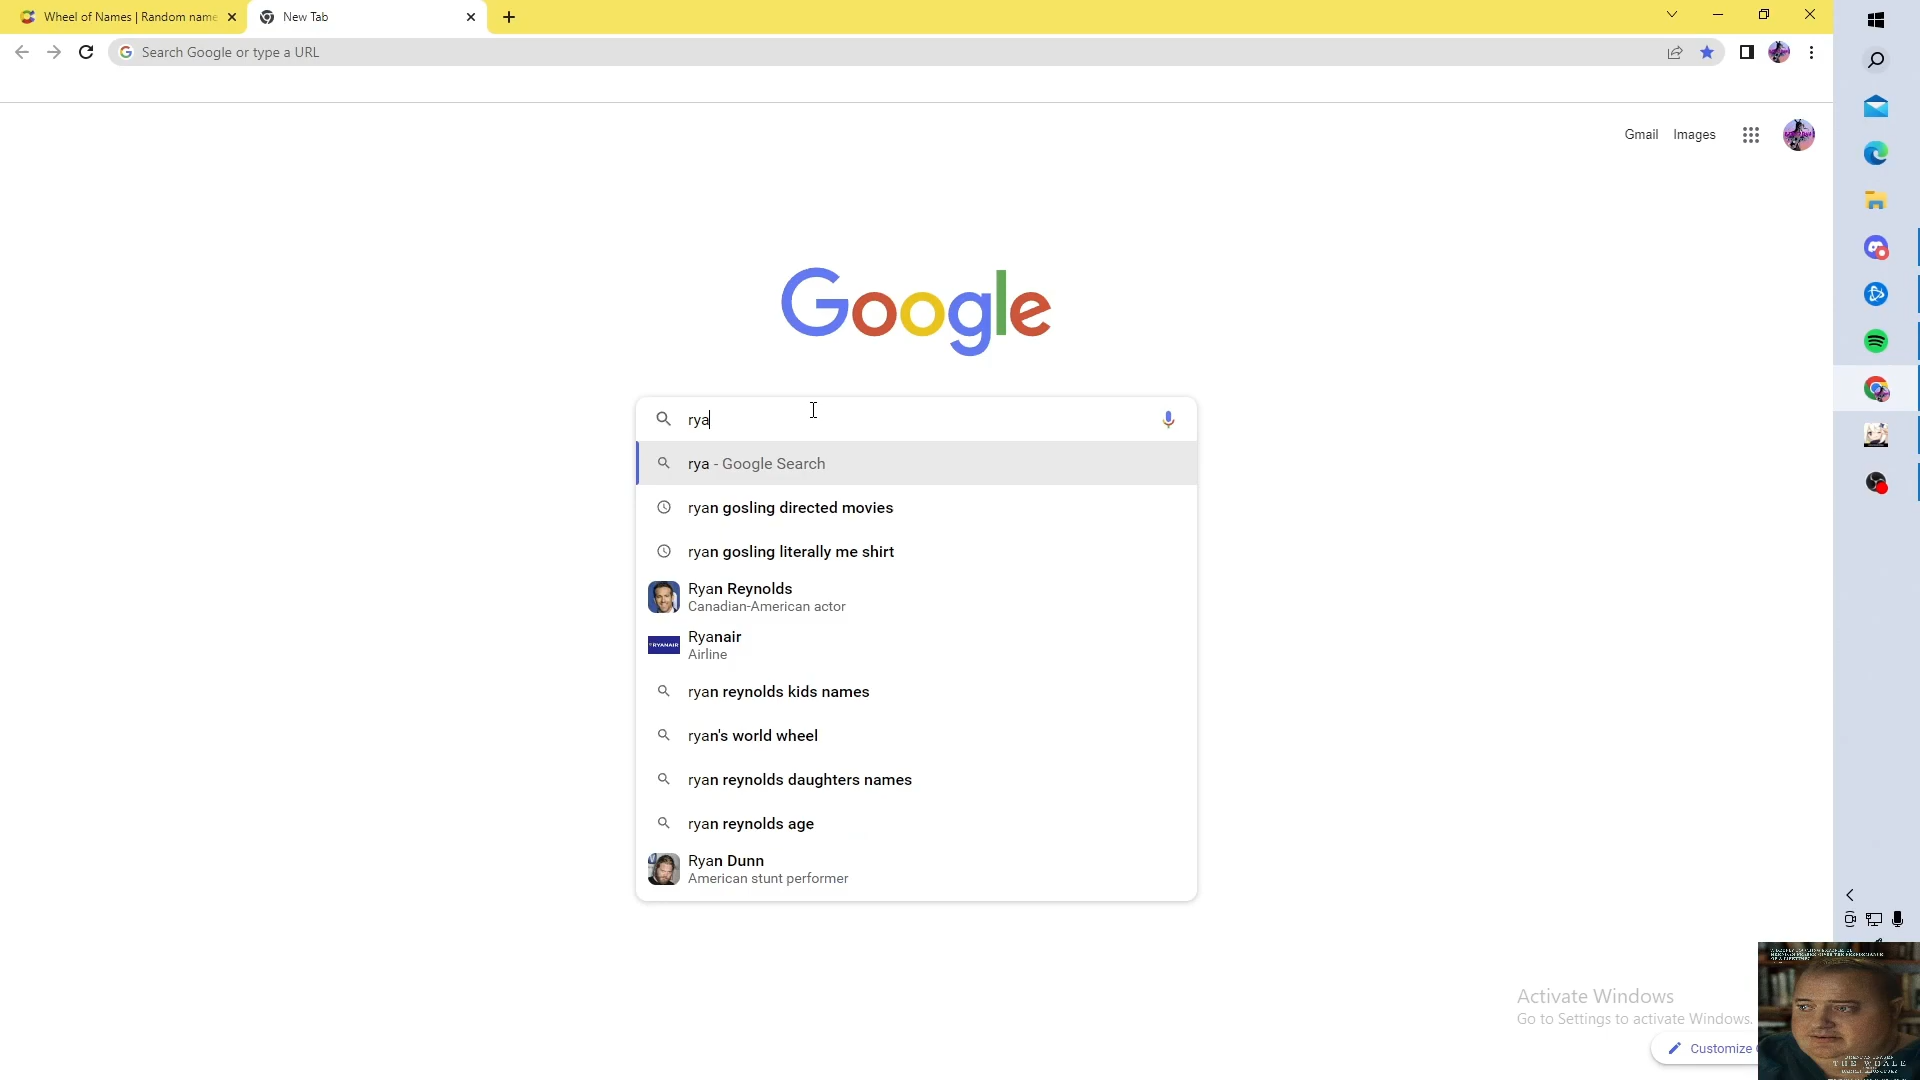 Wheel of Names | Random name
New Tab
Search Google or type a URL
Gmail
Images
Google
rya
rya - Google Search
ryan gosling directed movies
ryan gosling literally me shirt
Ryan Reynolds
Canadian-American actor
RYANAIR
Ryanair
Airline
ryan reynolds kids names
ryan's world wheel
ryan reynolds daughters names
ryan reynolds age
Ryan Dunn
American stunt performer
Activate Windows
Go to Settings to activate Windows.
Customize
THE WHALE